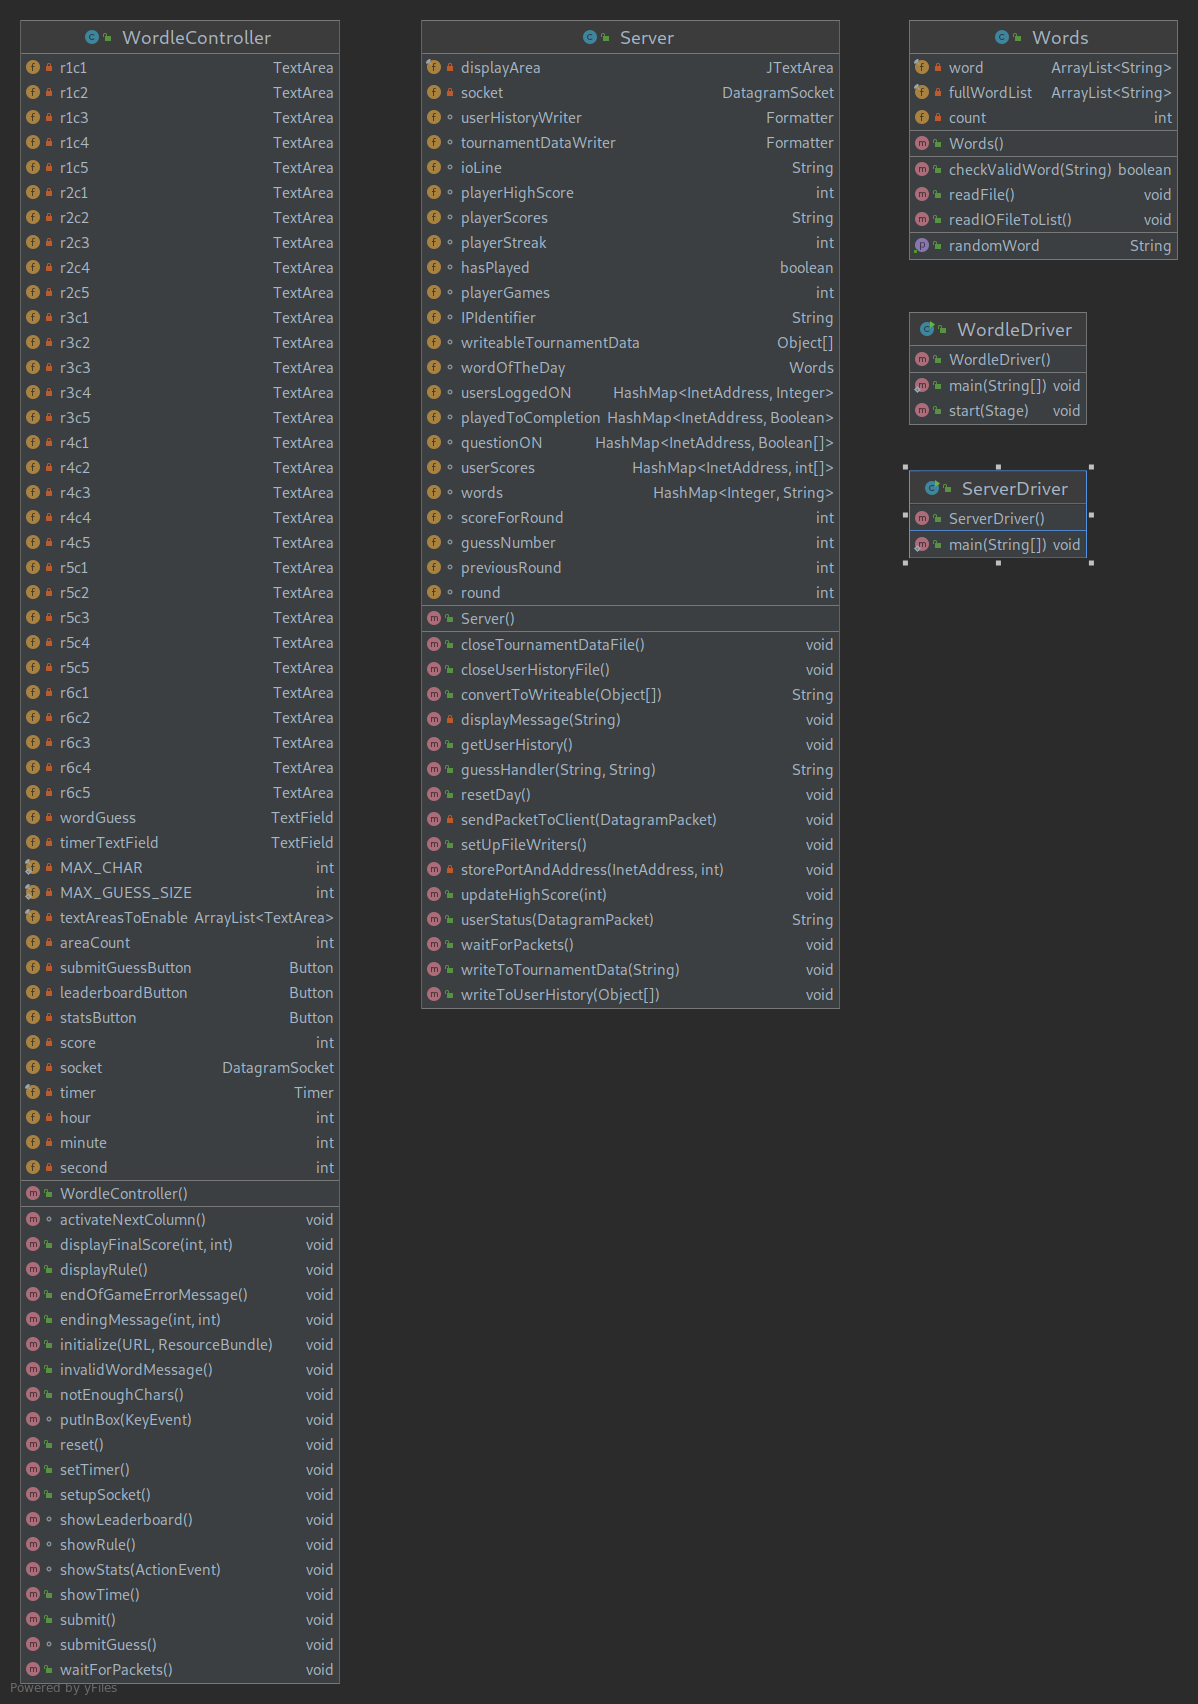 WordleController
r1c1 TextArea
r1c2 TextArea
r1c3 TextArea
r1c4 TextArea
r1c5 TextArea
r2c1 TextArea
r2c2 TextArea
r2c3 TextArea
r2c4 TextArea
r2c5 TextArea
r3c1 TextArea
r3c2 TextArea
r3c3 TextArea
r3c4 TextArea
r3c5 TextArea
r4c1 TextArea
r4c2 TextArea
r4c3 TextArea
r4c4 TextArea
r4c5 TextArea
r5c1 TextArea
r5c2 TextArea
r5c3 TextArea
r5c4 TextArea
r5c5 TextArea
r6c1 TextArea
r6c2 TextArea
r6c3 TextArea
r6c4 TextArea
r6c5 TextArea
wordGuess TextField
timerTextField TextField
MAX_CHAR int
MAX_GUESS_SIZE int
textAreasToEnable ArrayList<TextArea>
areaCount int
submitGuessButton Button
leaderboardButton Button
statsButton Button
score int
socket DatagramSocket
timer Timer
hour int
minute int
second int
WordleController()
activateNextColumn() void
displayFinalScore(int, int) void
displayRule() void
endOfGameErrorMessage() void
endingMessage(int, int) void
initialize(URL, ResourceBundle) void
invalidWordMessage() void
notEnoughChars() void
putInBox(KeyEvent) void
reset() void
setTimer() void
setupSocket() void
showLeaderboard() void
showRule() void
showStats(ActionEvent) void
showTime() void
submit() void
submitGuess() void
waitForPackets() void
Server
displayArea JTextArea
socket DatagramSocket
userHistoryWriter Formatter
tournamentDataWriter Formatter
ioLine String
playerHighScore int
playerScores String
playerStreak int
hasPlayed boolean
playerGames int
IPIdentifier String
writeableTournamentData Object[]
wordOfTheDay Words
usersLoggedON HashMap<InetAddress, Integer>
playedToCompletion HashMap<InetAddress, Boolean>
questionON HashMap<InetAddress, Boolean[]>
userScores HashMap<InetAddress, int[]>
words HashMap<Integer, String>
scoreForRound int
guessNumber int
previousRound int
round int
Server()
closeTournamentDataFile() void
closeUserHistoryFile() void
convertToWriteable(Object[]) String
displayMessage(String) void
getUserHistory() void
guessHandler(String, String) String
resetDay() void
sendPacketToClient(DatagramPacket) void
setUpFileWriters() void
storePortAndAddress(InetAddress, int) void
updateHighScore(int) void
userStatus(DatagramPacket) String
waitForPackets() void
writeToTournamentData(String) void
writeToUserHistory(Object[]) void
Words
word ArrayList<String>
fullWordList ArrayList<String>
count int
Words()
checkValidWord(String) boolean
readFile() void
readIOFileToList() void
randomWord String
WordleDriver
WordleDriver()
main(String[]) void
start(Stage) void
ServerDriver
ServerDriver()
main(String[]) void
Powered by yFiles